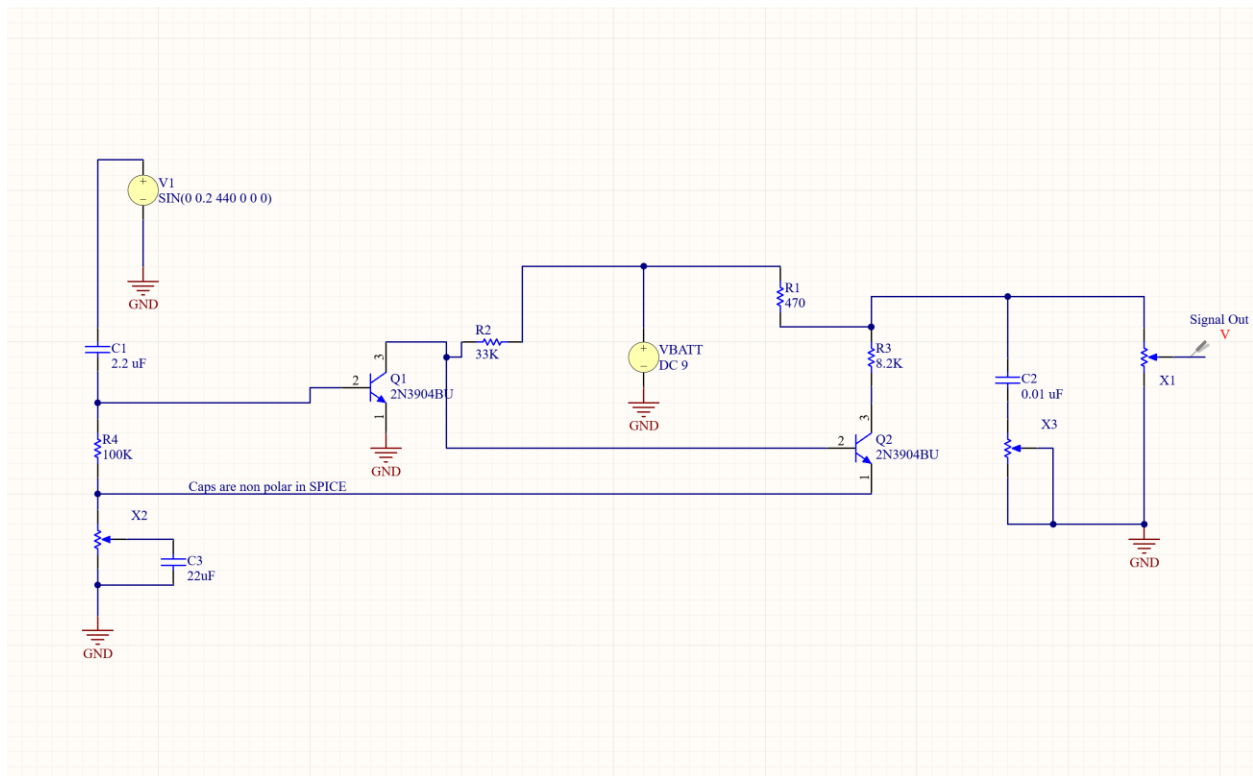 V1
SIN(0 0.2 440 0 0 0)
GND
C1
2.2 uF
R4
100K
Caps are non polar in SPICE
X2
C3
22uF
GND
3
2
1
Q1
2N3904BU
GND
R2
33K
VBATT
DC 9
GND
R1
470
R3
8.2K
3
2
1
Q2
2N3904BU
C2
0.01 uF
X3
X1
Signal Out
V
GND